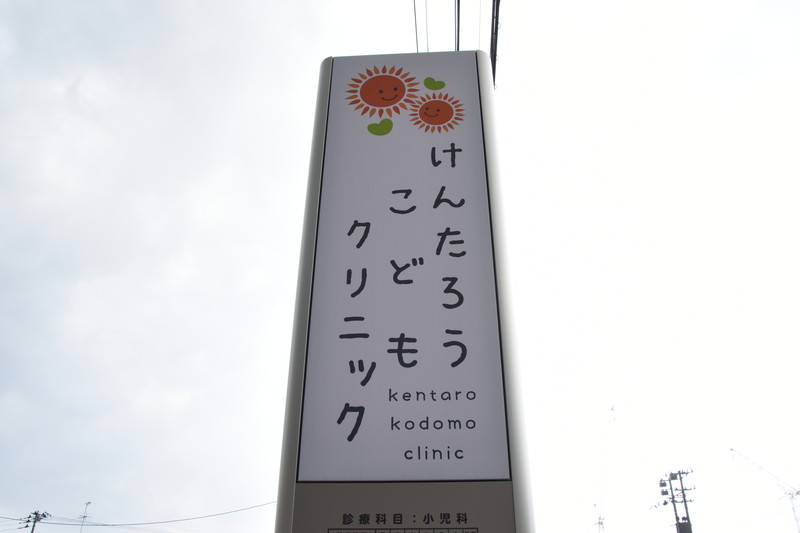 けんたろう
こども
クリニック
kentaro
kodomo
clinic
診療科目：小児科